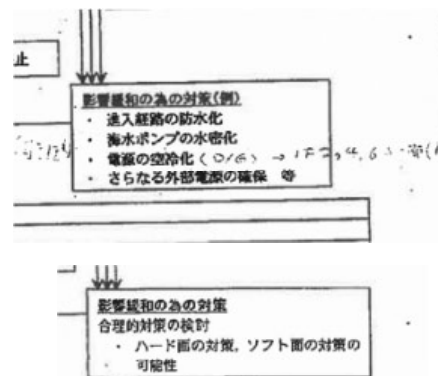 止
影響緩和の為の対策(例)
・ 進入経路の防水化
・ 海水ポンプの水密化
・ 電源の空冷化 (D/G) → 1F2,4,6
・ さらなる外部電源の確保 等
影響緩和の為の対策
合理的対策の検討
・ ハード面の対策，ソフト面の対策の
可能性